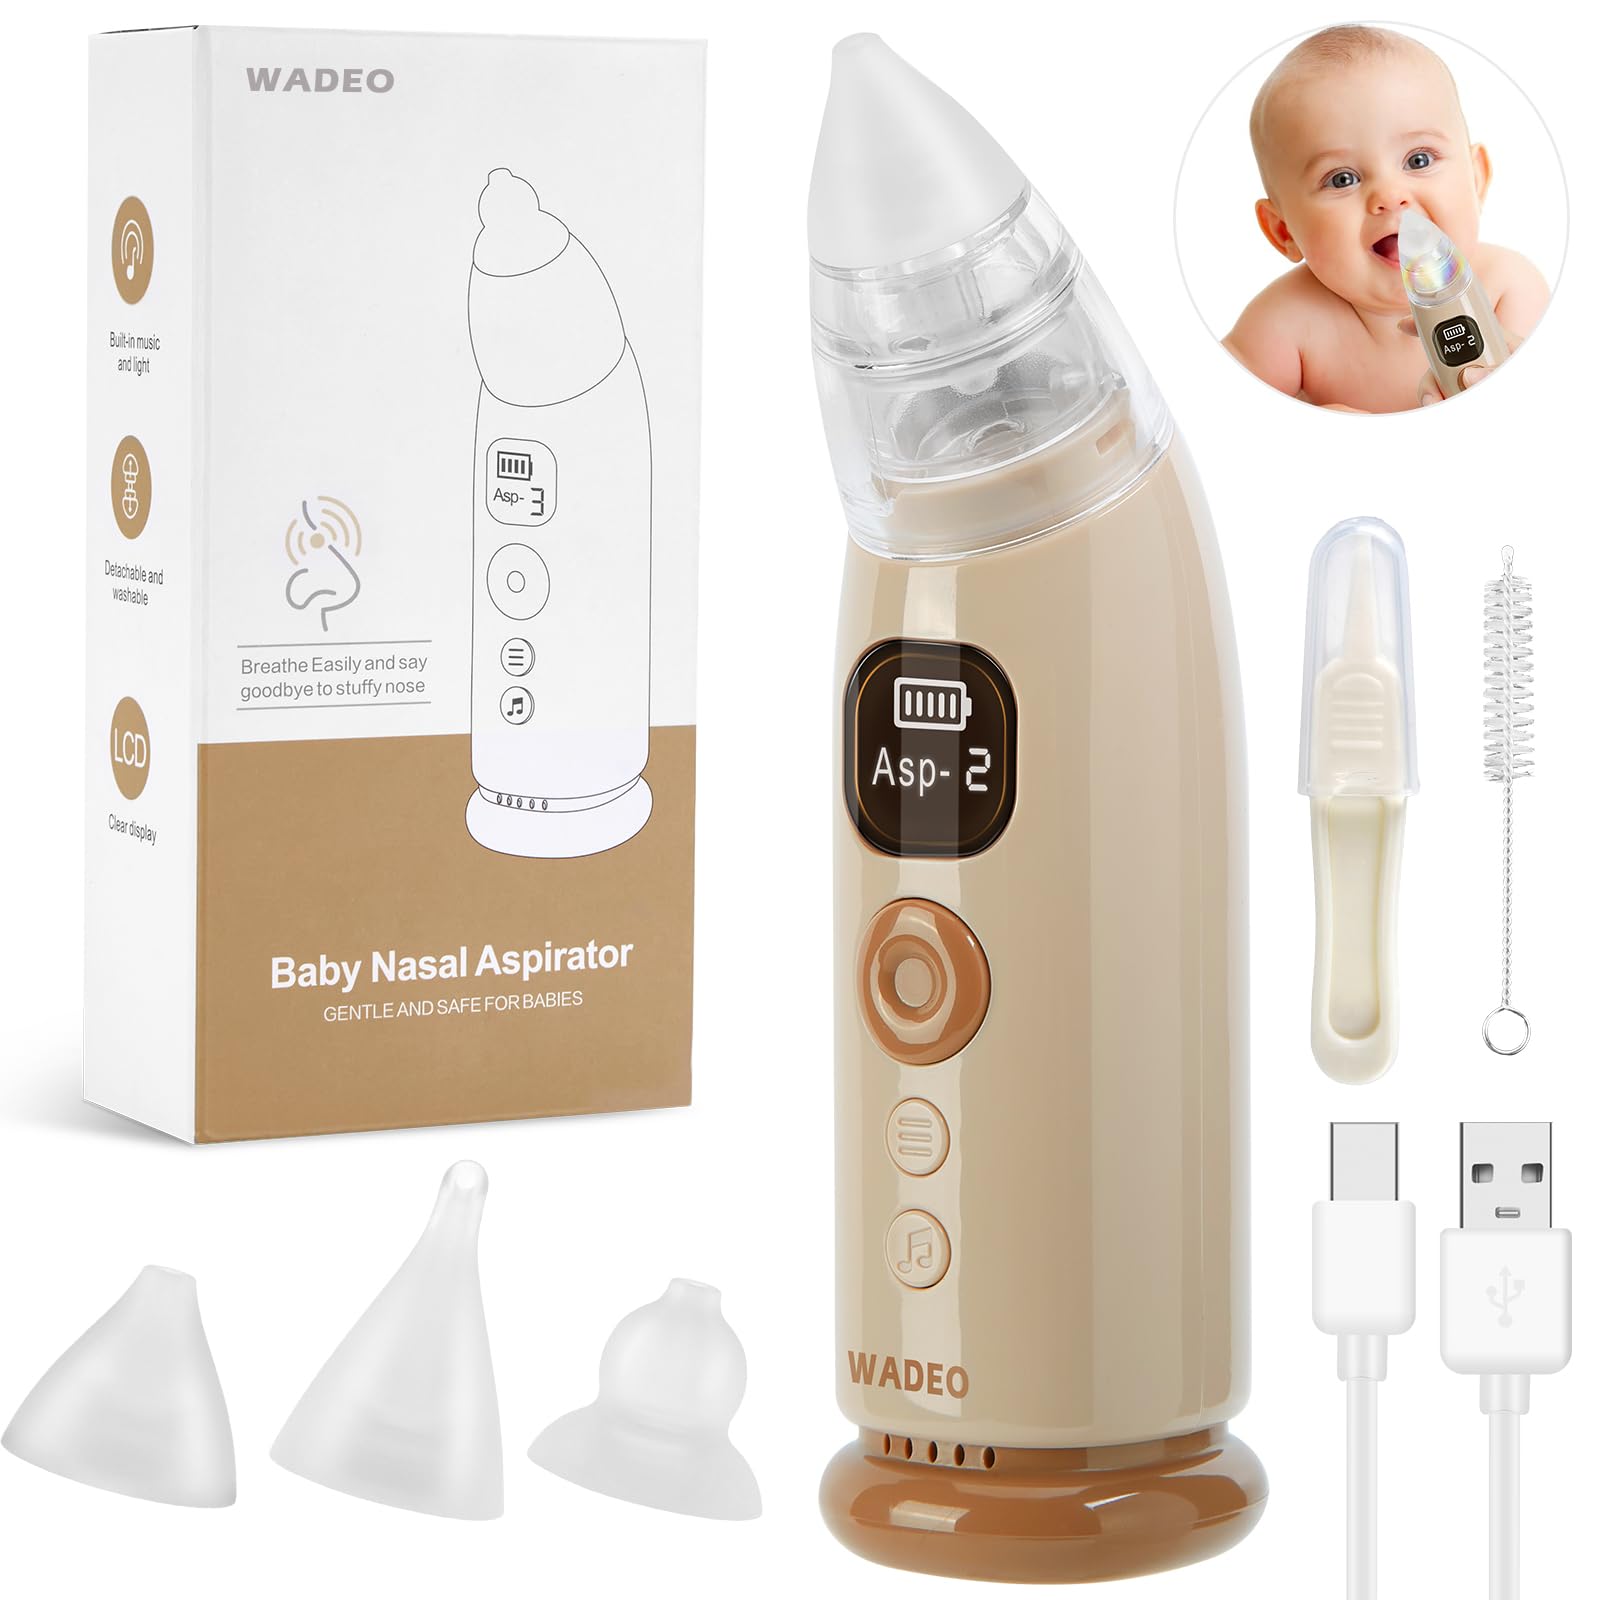 WADEO
Built-in music
and light
Detachable and
washable
LCD
Clear display
Asp- 3
Breathe Easily and say
goodbye to stuffy nose
Baby Nasal Aspirator
GENTLE AND SAFE FOR BABIES
Asp- 2
WADEO
Asp- 2